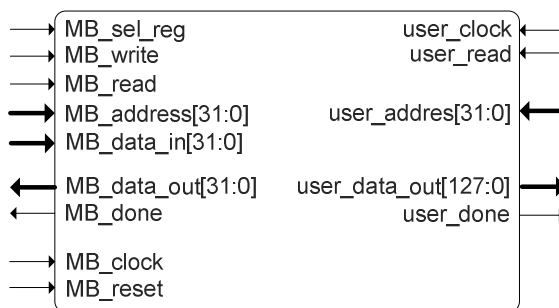 MB_sel_reg user_clock
MB_write user_read
MB_read
MB_address[31:0] user_addres[31:0]
MB_data_in[31:0]
MB_data_out[31:0] user_data_out[127:0]
MB_done user_done
MB_clock
MB_reset